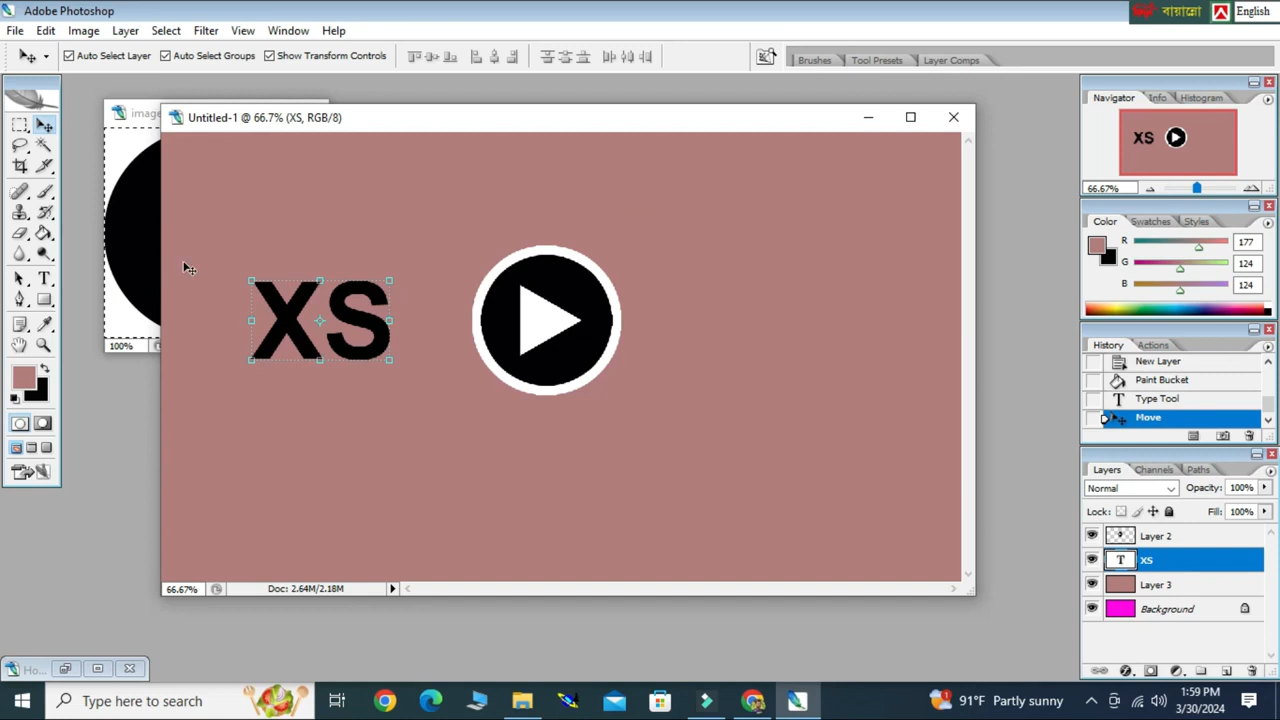 Adobe Photoshop
বায়ান্নো English
File Edit Image Layer Select Filter View Window Help
Auto Select Layer Auto Select Groups Show Transform Controls
Brushes Tool Presets Layer Comps
image
Untitled-1 @ 66.7% (XS, RGB/8)
XS
100%
66.67% Doc: 2.64M/2.18M
Navigator Info Histogram
XS
66.67%
Color Swatches Styles
R 177
G 124
B 124
History Actions
New Layer
Paint Bucket
Type Tool
Move
Layers Channels Paths
Normal Opacity: 100%
Lock: Fill: 100%
Layer 2
T XS
Layer 3
Background
Ho...
Type here to search
91°F Partly sunny
1:59 PM
3/30/2024